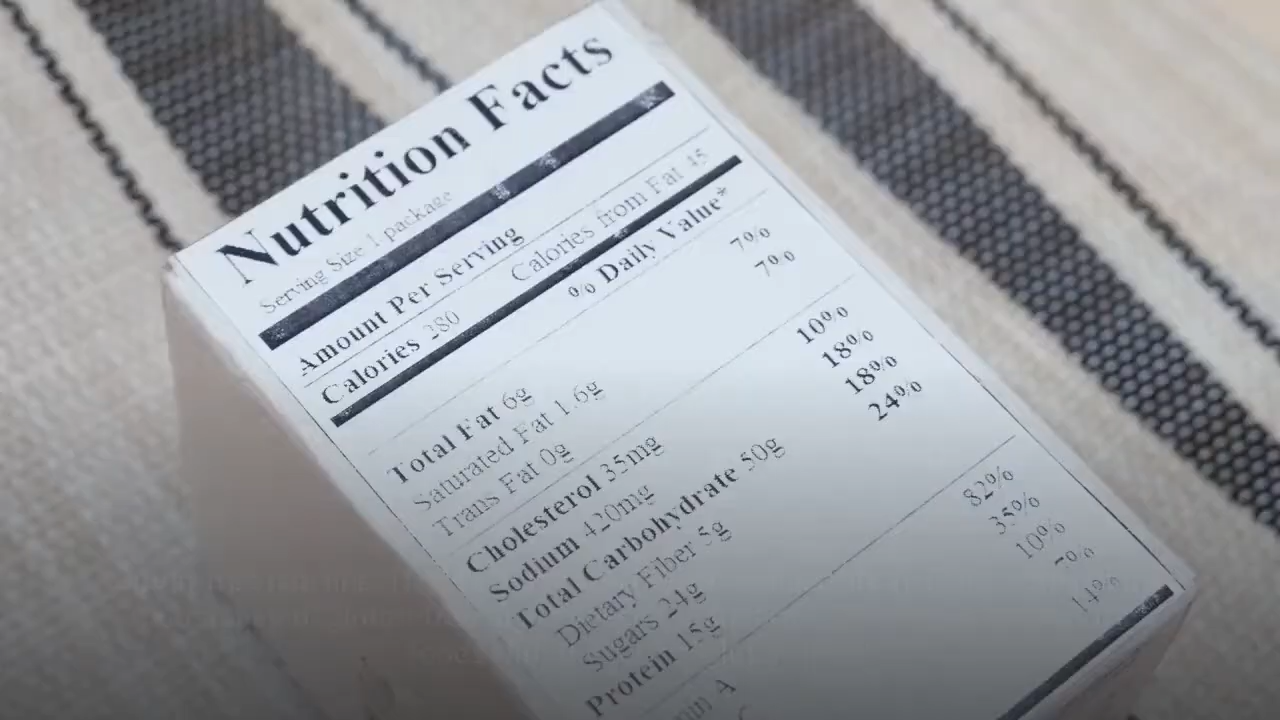 Nutrition Facts
Serving Size 1 package
Amount Per Serving
Calories 280 Calories from Fat 45
% Daily Value*
Total Fat 6g 7%
Saturated Fat 1.6g 7%
Trans Fat 0g
Cholesterol 35mg 10%
Sodium 420mg 18%
Total Carbohydrate 50g 18%
Dietary Fiber 5g 24%
Sugars 24g
Protein 15g 82%
A 35%
C 10%
7%
14%